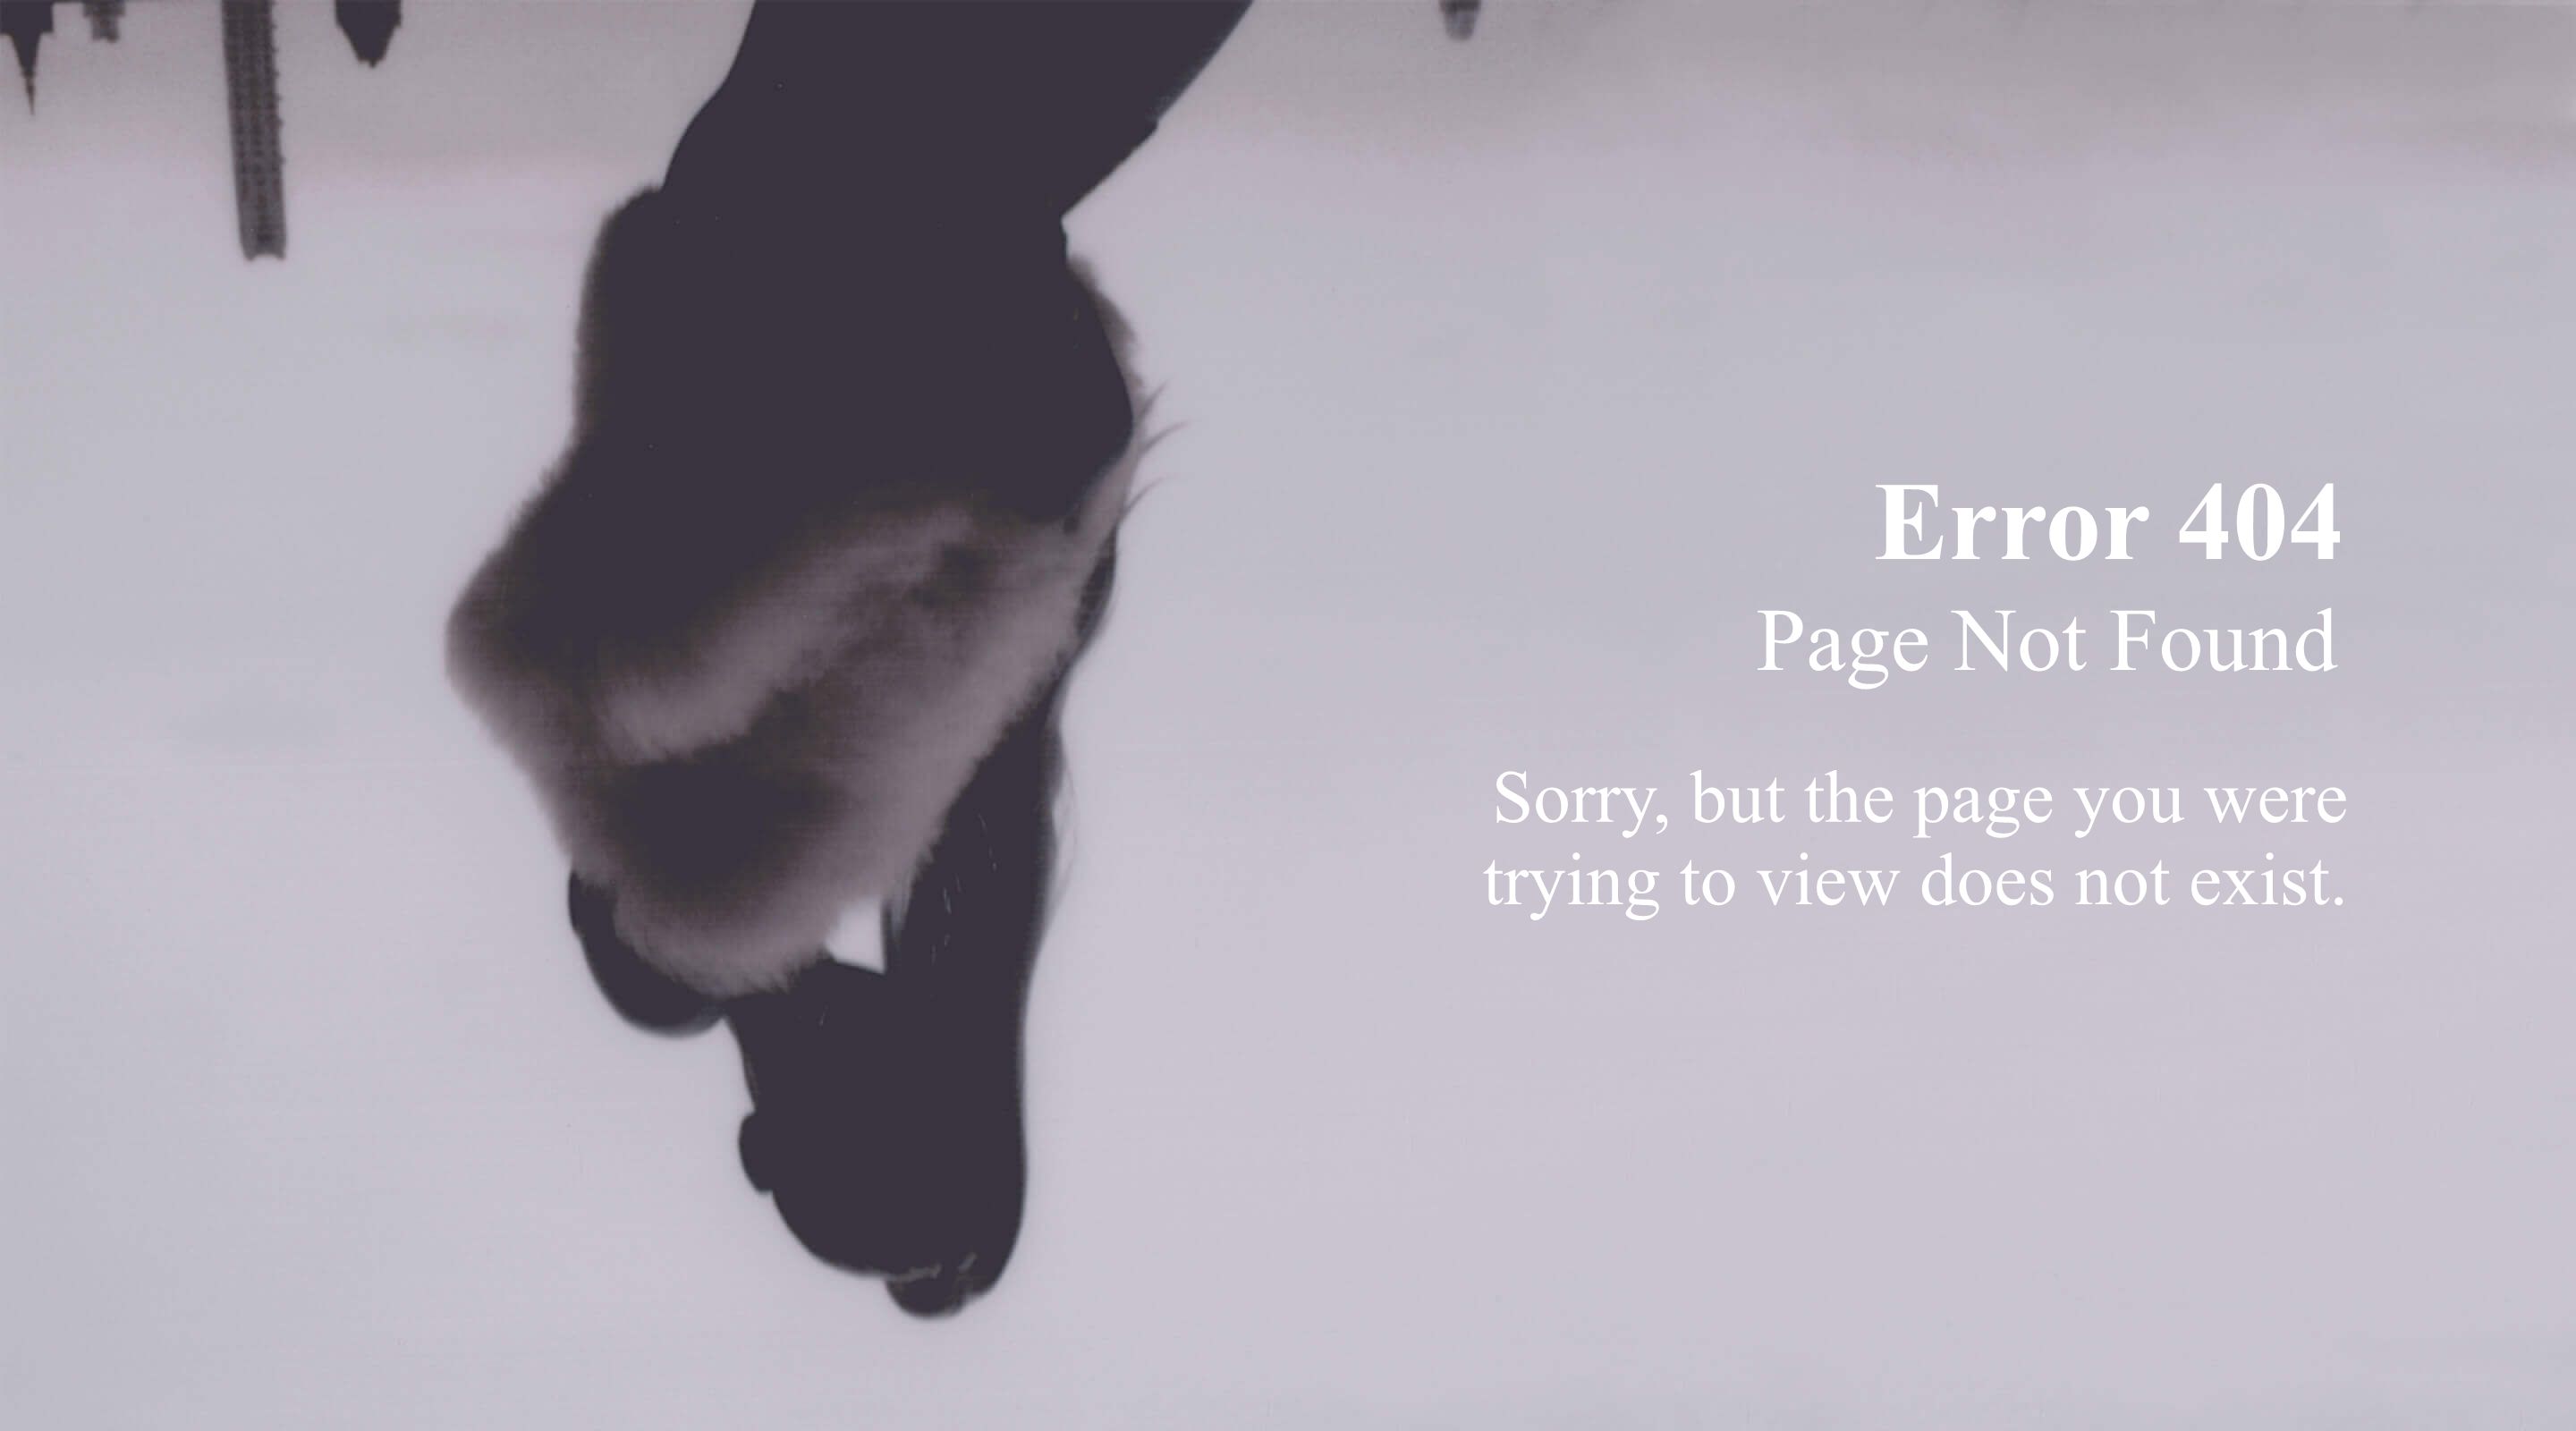 Error 404
Page Not Found
Sorry, but the page you were
trying to view does not exist.